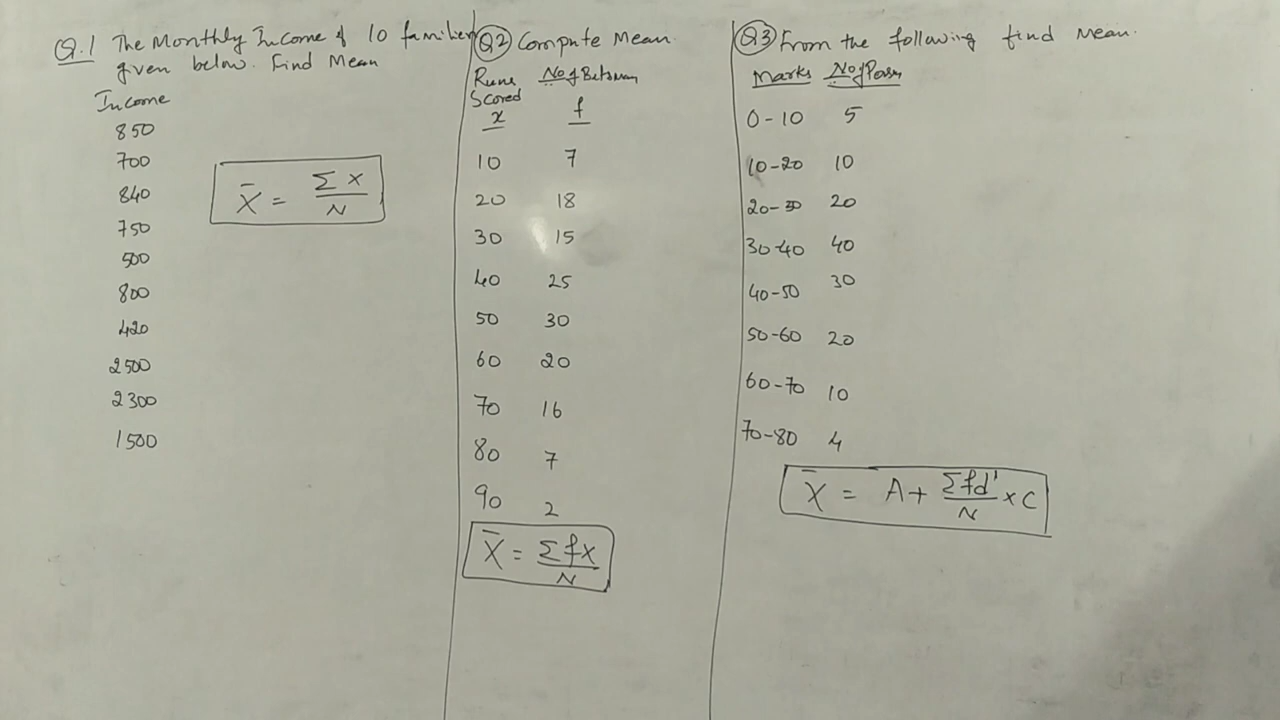 Q.1 The Monthly Income of 10 families
given below. Find Mean
Income
850
700
840
750
500
800
420
2500
2300
1500
X̄ = Σx/N
Q2 Compute Mean.
Runs No of Batsman
Scored
x f
10 7
20 18
30 15
40 25
50 30
60 20
70 16
80 7
90 2
X̄ = Σfx/N
Q3 From the following find Mean.
Marks No of
0-10 5
10-20 10
20-30 20
30-40 40
40-50 30
50-60 20
60-70 10
70-80 4
X̄ = A + Σfd'/N × C